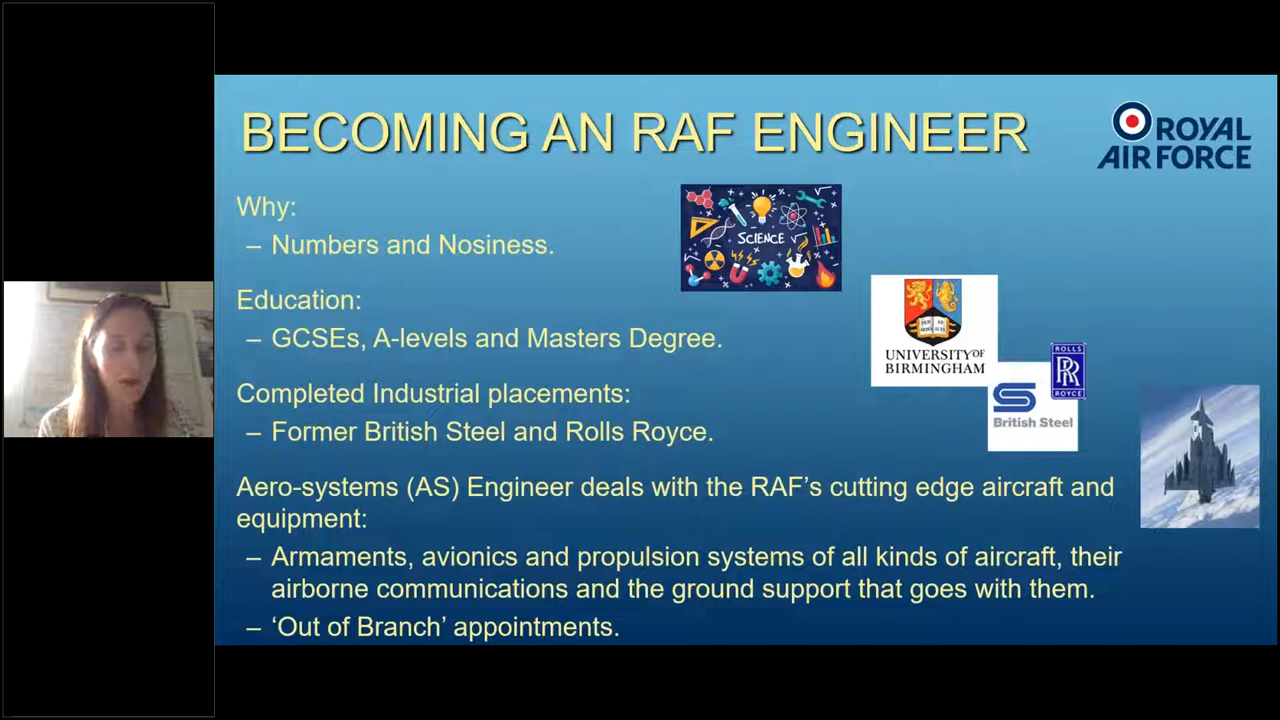 BECOMING AN RAF ENGINEER
ROYAL
AIR FORCE
Why:
– Numbers and Nosiness.
SCIENCE
Education:
– GCSEs, A-levels and Masters Degree.
UNIVERSITY OF
BIRMINGHAM
Completed Industrial placements:
– Former British Steel and Rolls Royce.
ROLLS
RR
ROYCE
British Steel
Aero-systems (AS) Engineer deals with the RAF’s cutting edge aircraft and
equipment:
– Armaments, avionics and propulsion systems of all kinds of aircraft, their
airborne communications and the ground support that goes with them.
– ‘Out of Branch’ appointments.